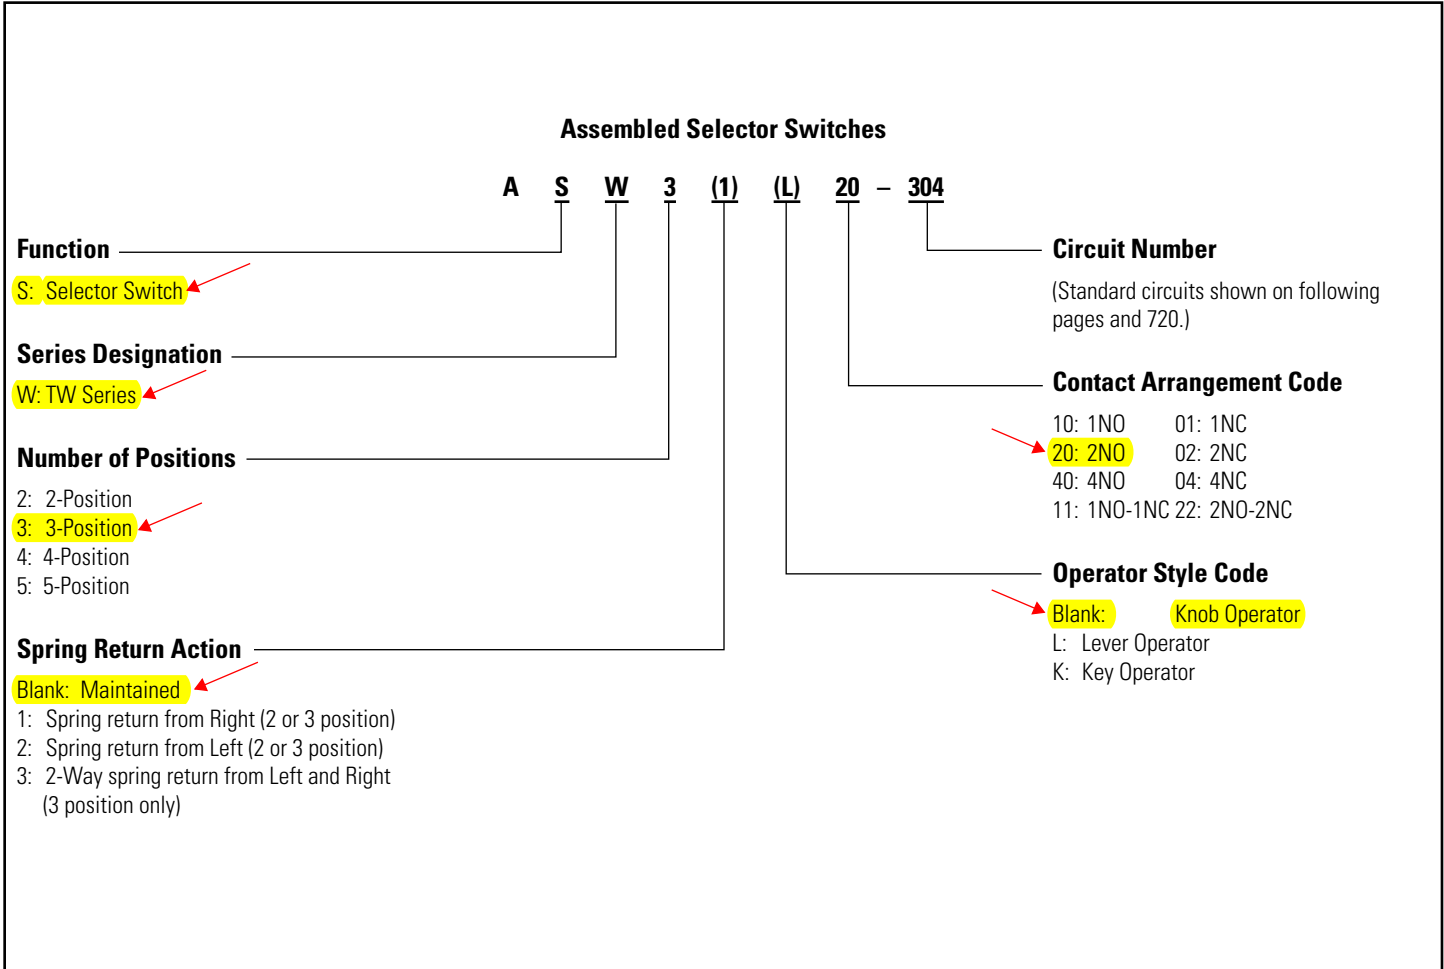 Assembled Selector Switches
A S W 3 (1) (L) 20 – 304
Function
S: Selector Switch
Series Designation
W: TW Series
Number of Positions
2: 2-Position
3: 3-Position
4: 4-Position
5: 5-Position
Spring Return Action
Blank: Maintained
1: Spring return from Right (2 or 3 position)
2: Spring return from Left (2 or 3 position)
3: 2-Way spring return from Left and Right
(3 position only)
Circuit Number
(Standard circuits shown on following
pages and 720.)
Contact Arrangement Code
10: 1NO 01: 1NC
20: 2NO 02: 2NC
40: 4NO 04: 4NC
11: 1NO-1NC 22: 2NO-2NC
Operator Style Code
Blank: Knob Operator
L: Lever Operator
K: Key Operator